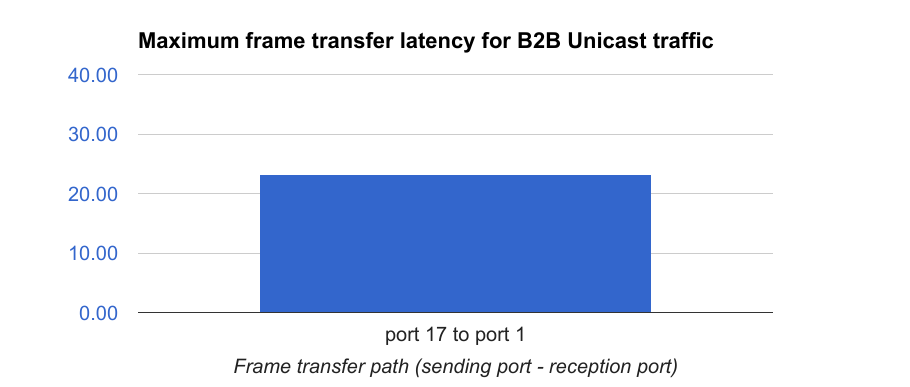 Maximum frame transfer latency for B2B Unicast traffic
40.00
30.00
20.00
10.00
0.00
port 17 to port 1
Frame transfer path (sending port - reception port)